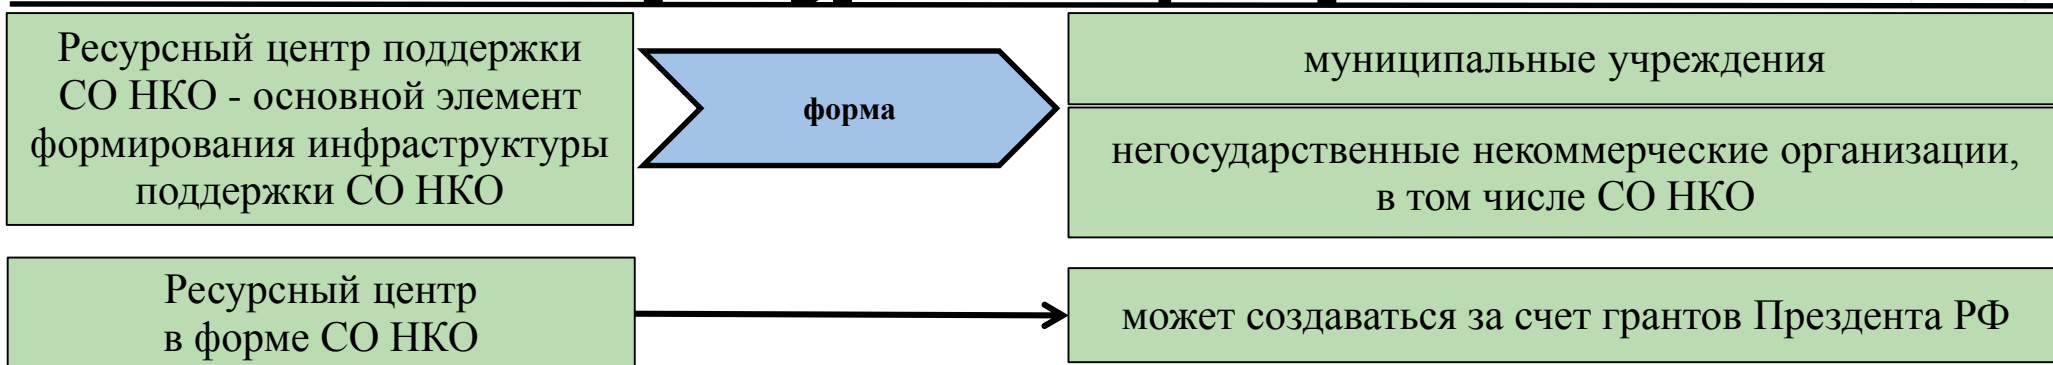 Ресурсный центр поддержки
СО НКО - основной элемент
формирования инфраструктуры
поддержки СО НКО
форма
муниципальные учреждения
негосударственные некоммерческие организации,
в том числе СО НКО
Ресурсный центр
в форме СО НКО
может создаваться за счет грантов Прездента РФ